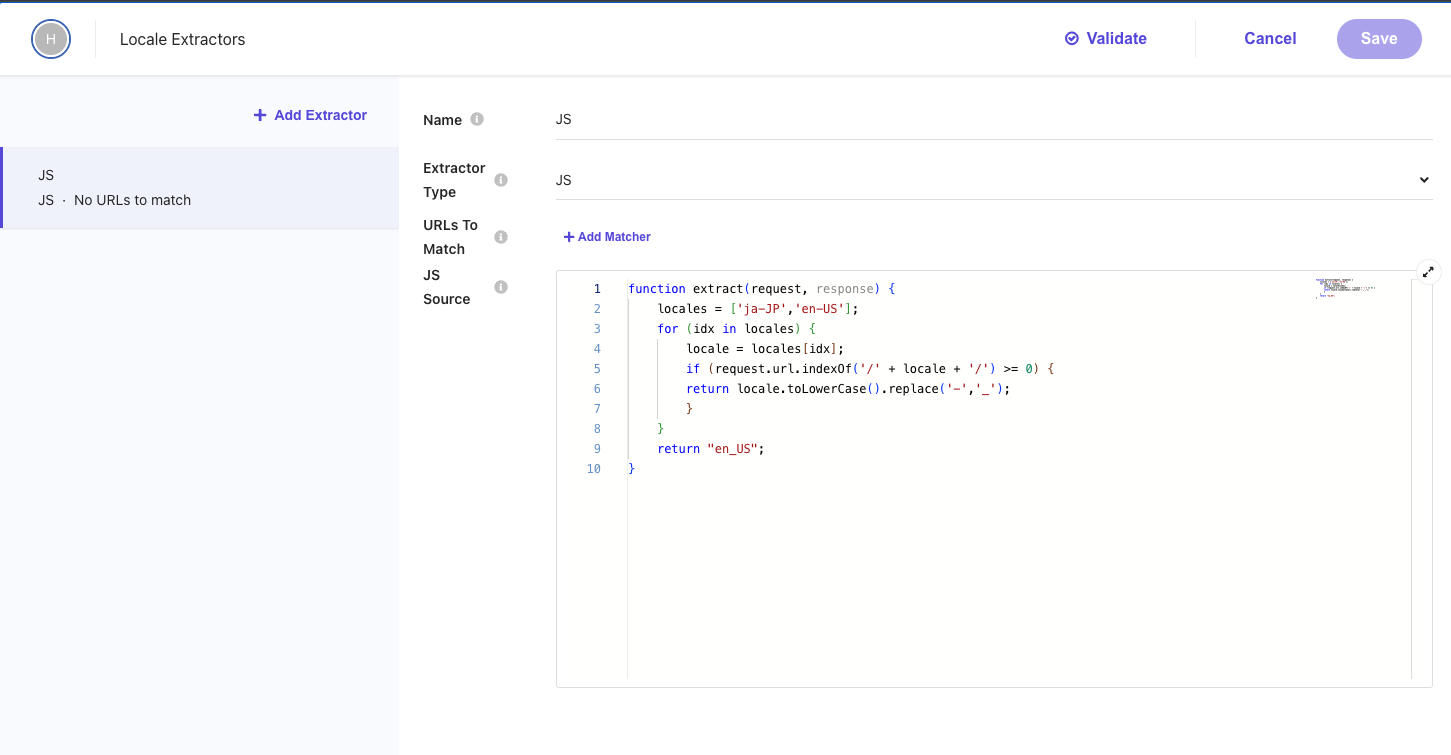 H
Locale Extractors
Validate
Cancel
Save
Add Extractor
JS
JS · No URLs to match
Name
JS
Extractor
Type
JS
URLs To
Match
Add Matcher
JS
Source
1 function extract(request, response) {
2     locales = ['ja-JP','en-US'];
3     for (idx in locales) {
4         locale = locales[idx];
5         if (request.url.indexOf('/' + locale + '/') >= 0) {
6         return locale.toLowerCase().replace('-','_');
7         }
8     }
9     return "en_US";
10 }